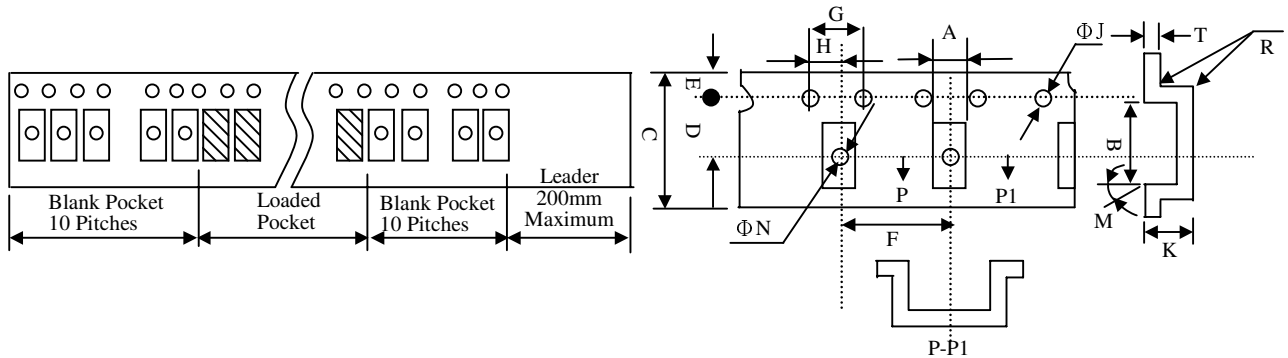 Blank Pocket
10 Pitches
Loaded
Pocket
Blank Pocket
10 Pitches
Leader
200mm
Maximum
G
H
A
ΦJ
T
R
E
C
D
B
P
P1
M
ΦN
F
K
P-P1